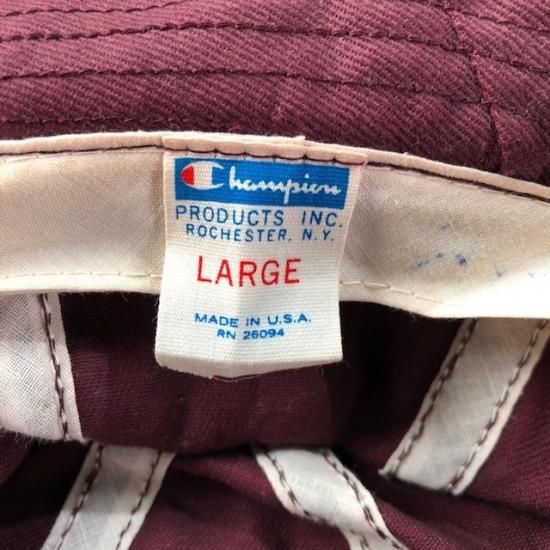 Champion
PRODUCTS INC.
ROCHESTER, N.Y.
LARGE
MADE IN U.S.A.
RN 26094